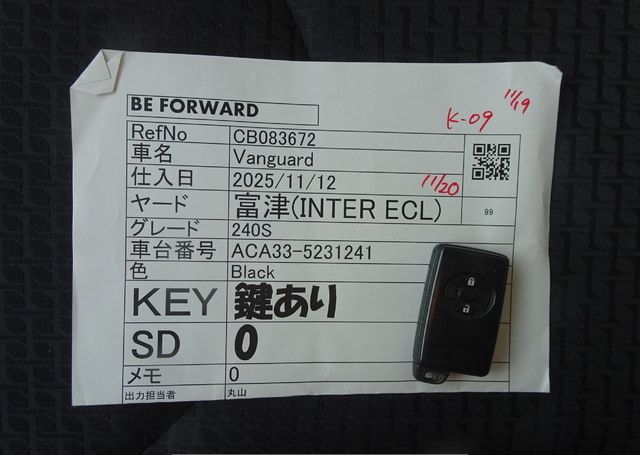 BE FORWARD
K-09
11/19
RefNo CB083672
車名 Vanguard
仕入日 2025/11/12
11/20
ヤード 富津(INTER ECL)
99
グレード 240S
車台番号 ACA33-5231241
色 Black
KEY 鍵あり
SD 0
メモ 0
出力担当者 丸山